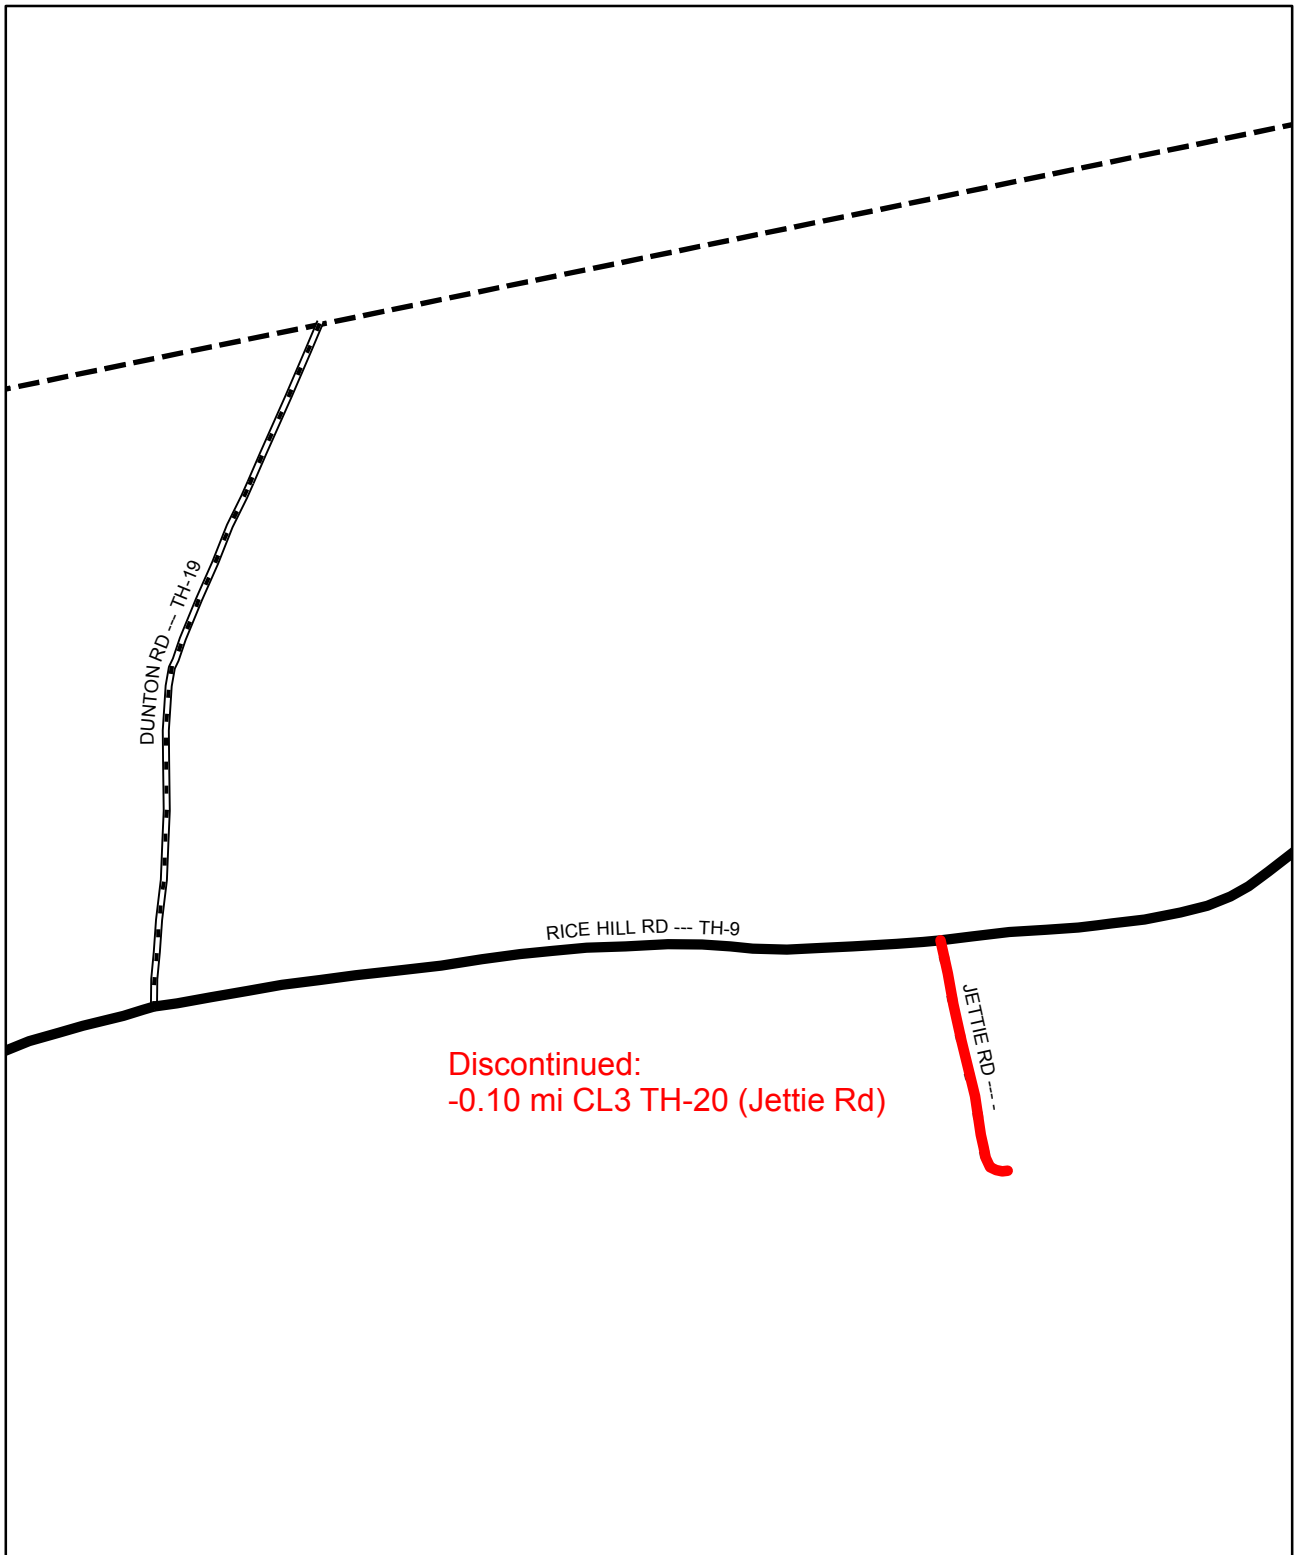 DUNTON RD --- TH-19
RICE HILL RD --- TH-9
JETTIE RD --- -
Discontinued:
-0.10 mi CL3 TH-20 (Jettie Rd)